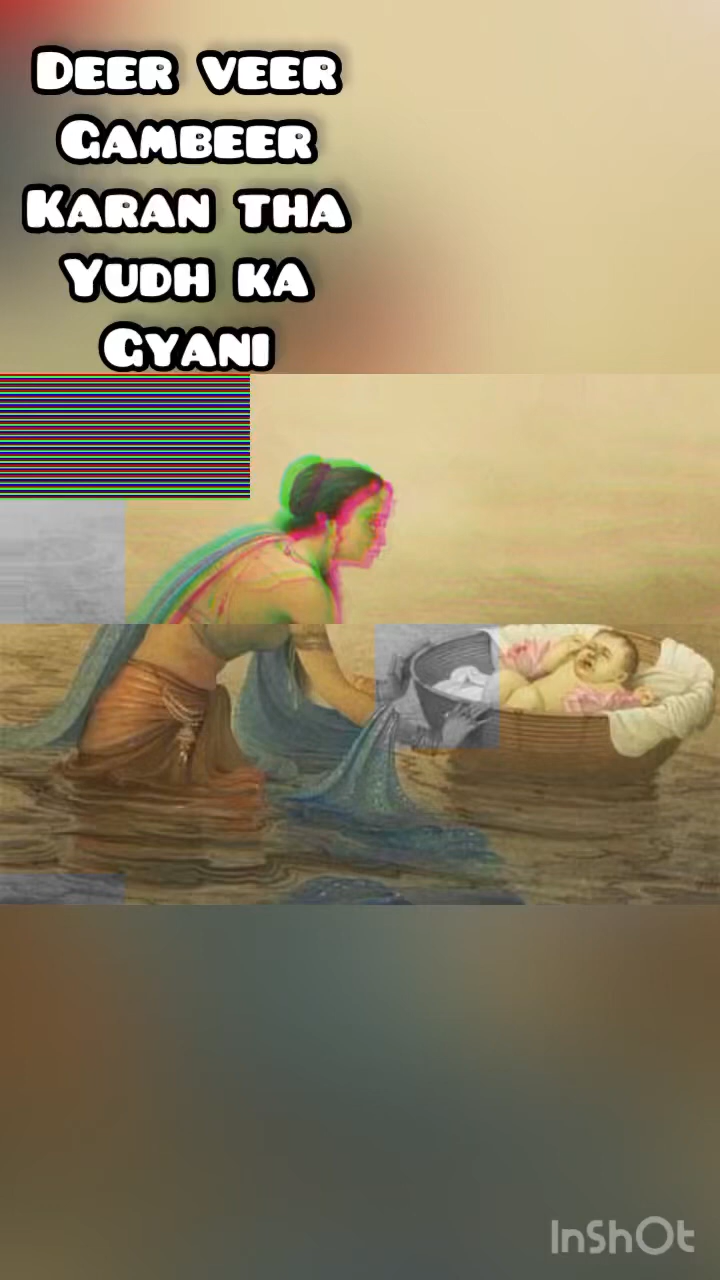 DEER VEER
GAMBEER
KARAN THA
YUDH KA
GYANI
InShOt